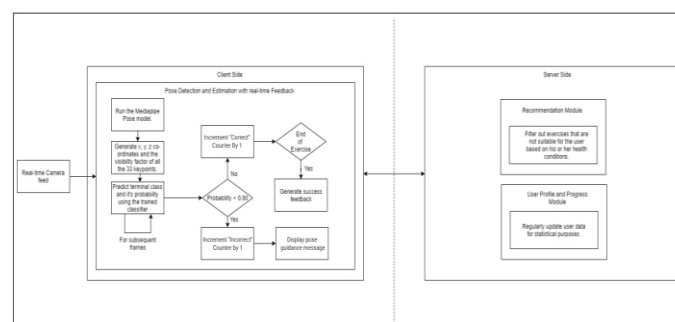 Client Side
Pose Detection and Estimation with real-time Feedback
Real-time Camera
feed
Run the Mediapipe
Pose model.
Generate x, y, z co-
ordinates and the
visibility factor of all
the 33 keypoints.
Predict terminal class
and it's probability
using the trained
classifier
For subsequent
frames
Probability < 0.80
No
Increment "Correct"
Counter By 1
End
of
Exercise
Yes
Generate success
feedback
Yes
Increment "Incorrect"
Counter by 1
Display pose
guidance message
Server Side
Recommendation Module
Filter out exercises that are
not suitable for the user
based on his or her health
conditions.
User Profile and Progress
Module
Regularly update user data
for statistical purposes.